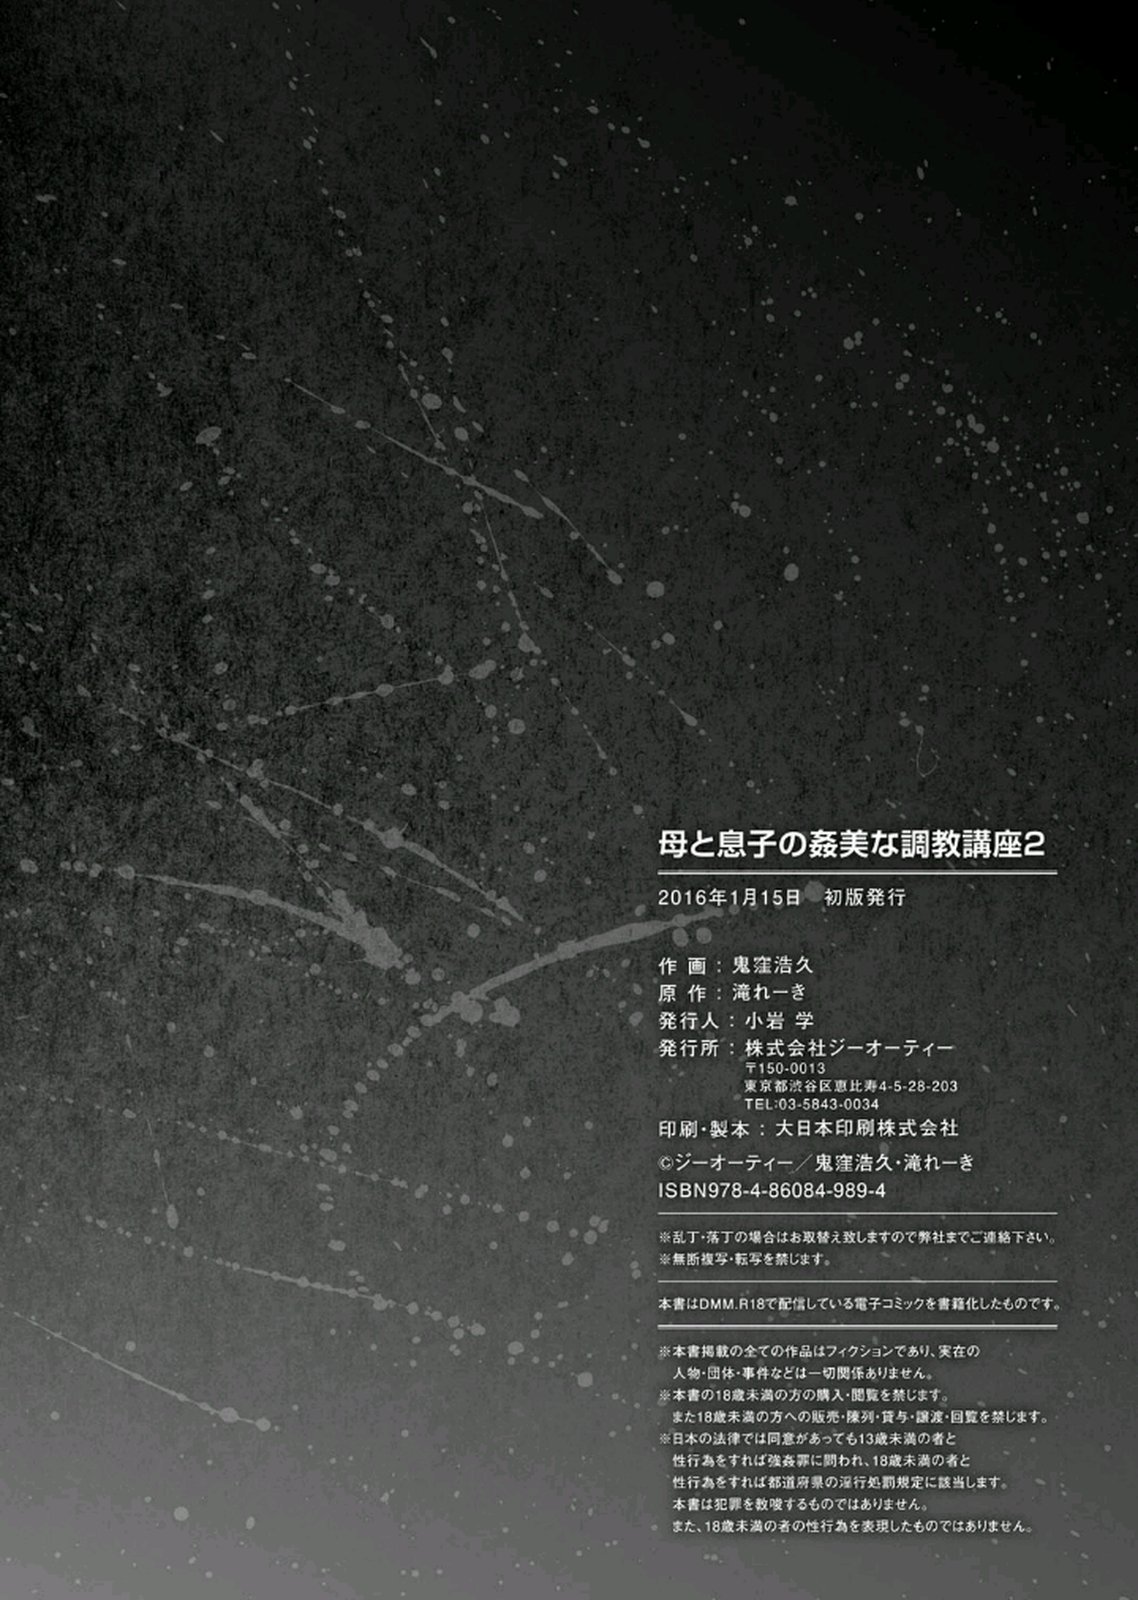 母と息子の姦美な調教講座2
2016年1月15日　初版発行
作 画：鬼窪浩久
原 作：滝れーき
発行人：小岩 学
発行所：株式会社ジーオーティー
〒150-0013
東京都渋谷区恵比寿4-5-28-203
TEL:03-5843-0034
印刷・製本：大日本印刷株式会社
©ジーオーティー／鬼窪浩久・滝れーき
ISBN978-4-86084-989-4
※乱丁・落丁の場合はお取替え致しますので弊社までご連絡下さい。
※無断複写・転写を禁じます。
本書はDMM.R18で配信している電子コミックを書籍化したものです。
※本書掲載の全ての作品はフィクションであり、実在の
人物・団体・事件などは一切関係ありません。
※本書の18歳未満の方の購入・閲覧を禁じます。
また18歳未満の方への販売・陳列・貸与・譲渡・回覧を禁じます。
※日本の法律では同意があっても13歳未満の者と
性行為をすれば強姦罪に問われ、18歳未満の者と
性行為をすれば都道府県の淫行処罰規定に該当します。
本書は犯罪を教唆するものではありません。
また、18歳未満の者の性行為を表現したものではありません。